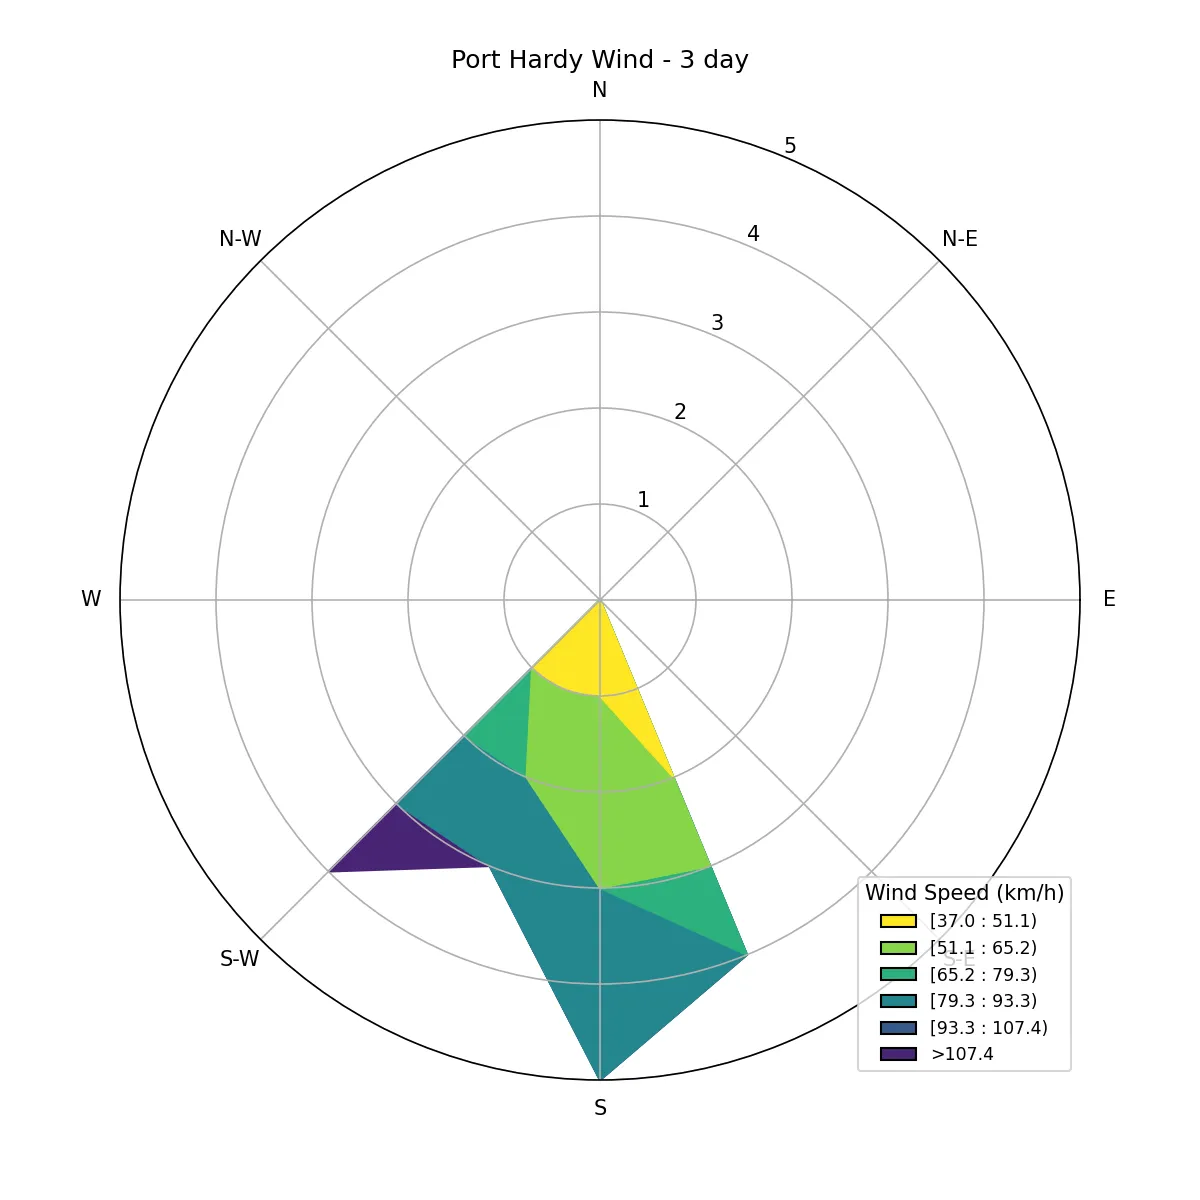 Port Hardy Wind - 3 day
N
5
N-W
4
N-E
3
2
1
W
E
Wind Speed (km/h)
[37.0 : 51.1)
[51.1 : 65.2)
S-W
S-E
[65.2 : 79.3)
[79.3 : 93.3)
[93.3 : 107.4)
>107.4
S